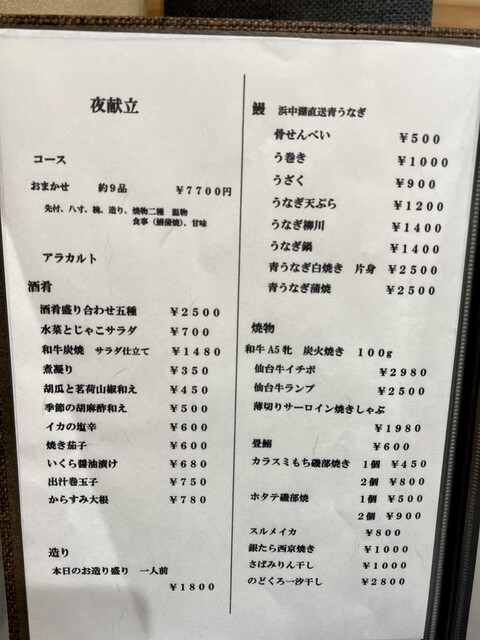 夜献立
コース
おまかせ 約9品 ¥7700円
先付、八寸、椀、造り、焼物二種 温物
食事(鰻蒲焼)、甘味
アラカルト
酒肴
酒肴盛り合わせ五種 ¥2500
水菜とじゃこサラダ ¥700
和牛炭焼 サラダ仕立て ¥1480
煮凝り ¥350
胡瓜と茗荷山椒和え ¥450
季節の胡麻酢和え ¥500
イカの塩辛 ¥600
焼き茄子 ¥600
いくら醤油漬け ¥680
出汁巻玉子 ¥750
からすみ大根 ¥780
造り
本日のお造り盛り 一人前
¥1800
鰻 浜中湖直送青うなぎ
骨せんべい ¥500
う巻き ¥1000
うざく ¥900
うなぎ天ぷら ¥1200
うなぎ柳川 ¥1400
うなぎ鍋 ¥1400
青うなぎ白焼き 片身 ¥2500
青うなぎ蒲焼 ¥2500
焼物
和牛A5牝 炭火焼き 100g
仙台牛イチボ ¥2980
仙台牛ランプ ¥2500
薄切りサーロイン焼きしゃぶ
¥1980
畳鰯 ¥600
カラスミもち磯部焼き 1個 ¥450
2個 ¥800
ホタテ磯部焼 1個 ¥500
2個 ¥900
スルメイカ ¥800
銀たら西京焼き ¥1000
さばみりん干し ¥1000
のどくろ一汐干し ¥2800